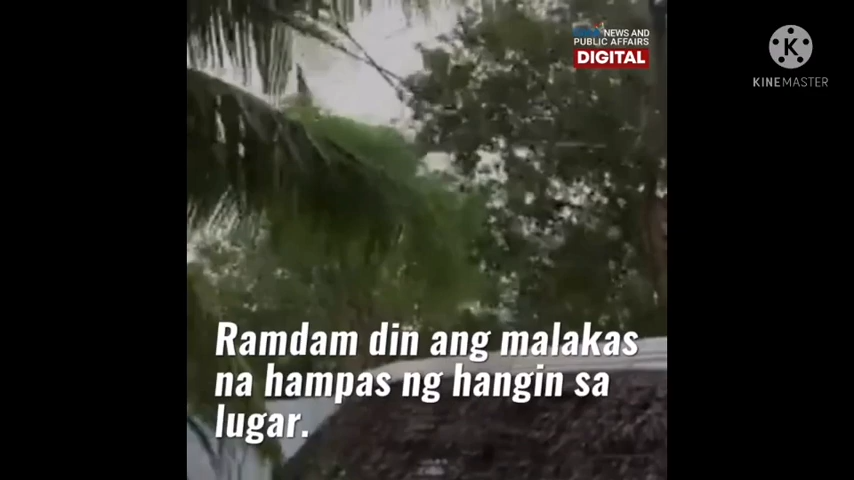 NEWS AND
PUBLIC AFFAIRS
DIGITAL
KINEMASTER
Ramdam din ang malakas
na hampas ng hangin sa
lugar.